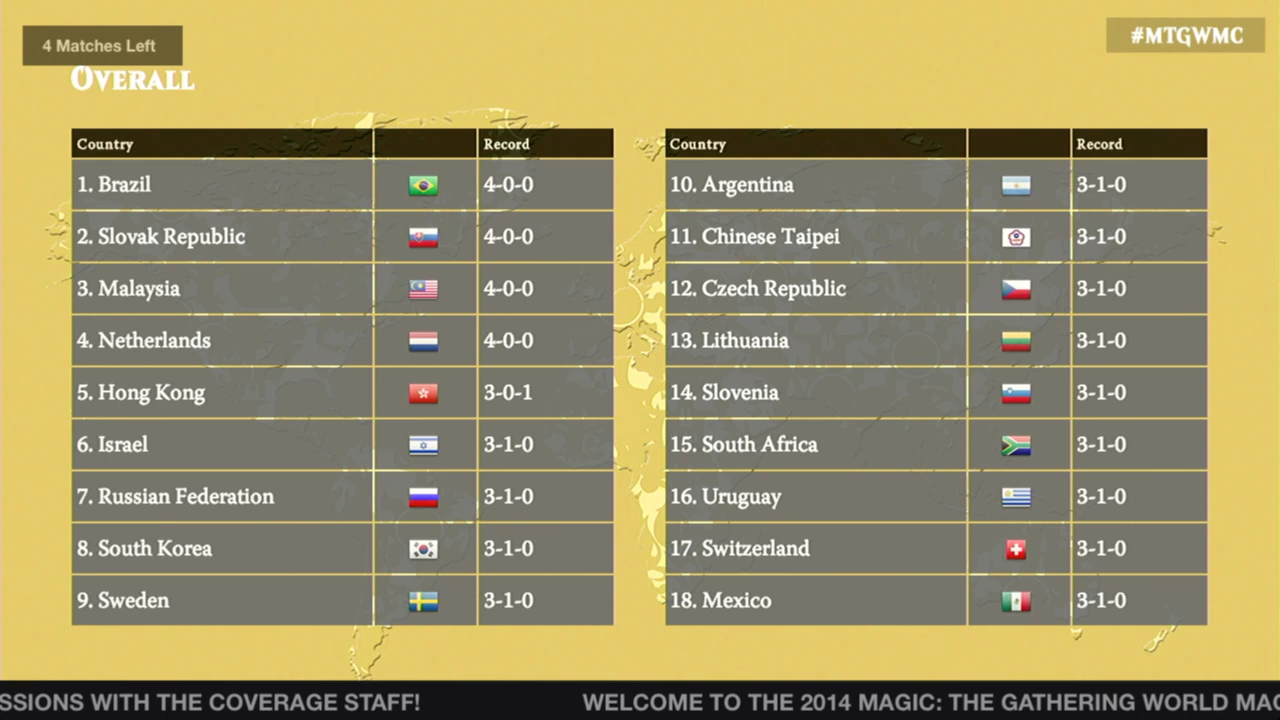 4 Matches Left
#MTGWMC
OVERALL
Country Record
1. Brazil 4-0-0
2. Slovak Republic 4-0-0
3. Malaysia 4-0-0
4. Netherlands 4-0-0
5. Hong Kong 3-0-1
6. Israel 3-1-0
7. Russian Federation 3-1-0
8. South Korea 3-1-0
9. Sweden 3-1-0
Country Record
10. Argentina 3-1-0
11. Chinese Taipei 3-1-0
12. Czech Republic 3-1-0
13. Lithuania 3-1-0
14. Slovenia 3-1-0
15. South Africa 3-1-0
16. Uruguay 3-1-0
17. Switzerland 3-1-0
18. Mexico 3-1-0
SSIONS WITH THE COVERAGE STAFF! WELCOME TO THE 2014 MAGIC: THE GATHERING WORLD MAG